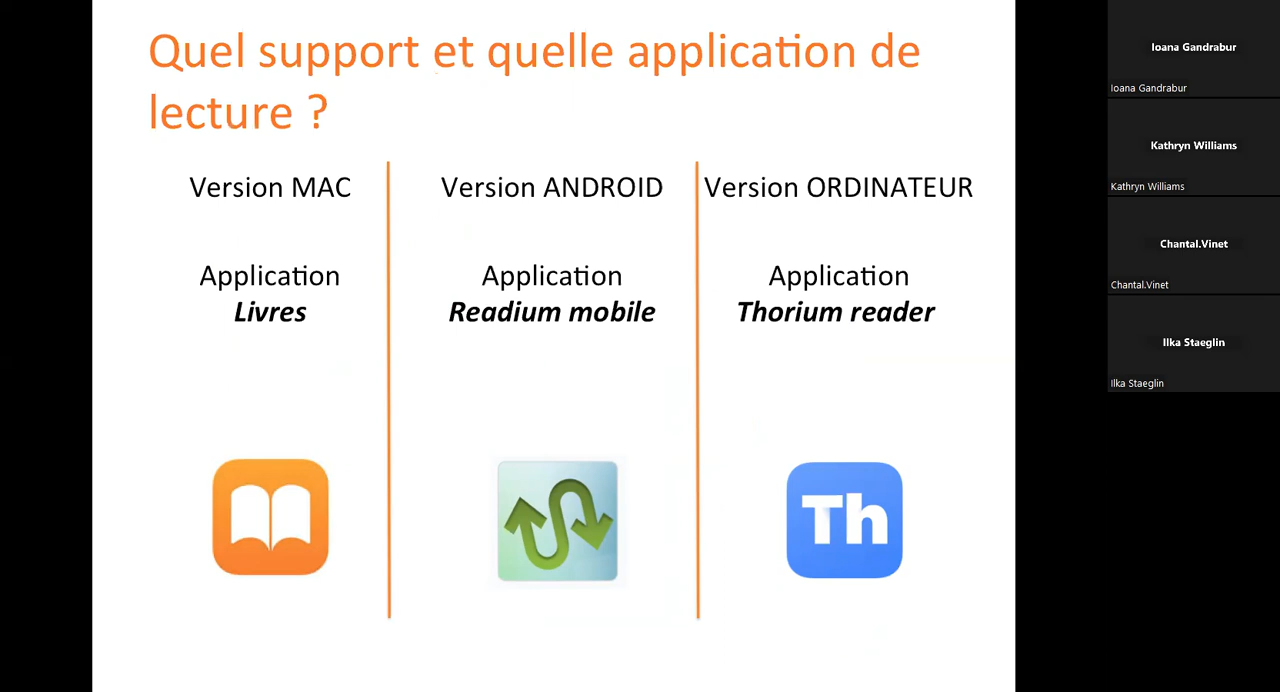 Quel support et quelle application de
lecture ?
Version MAC
Application
Livres
Version ANDROID
Application
Readium mobile
Version ORDINATEUR
Application
Thorium reader
Th
Ioana Gandrabur
Ioana Gandrabur
Kathryn Williams
Kathryn Williams
Chantal.Vinet
Chantal.Vinet
Ilka Staeglin
Ilka Staeglin